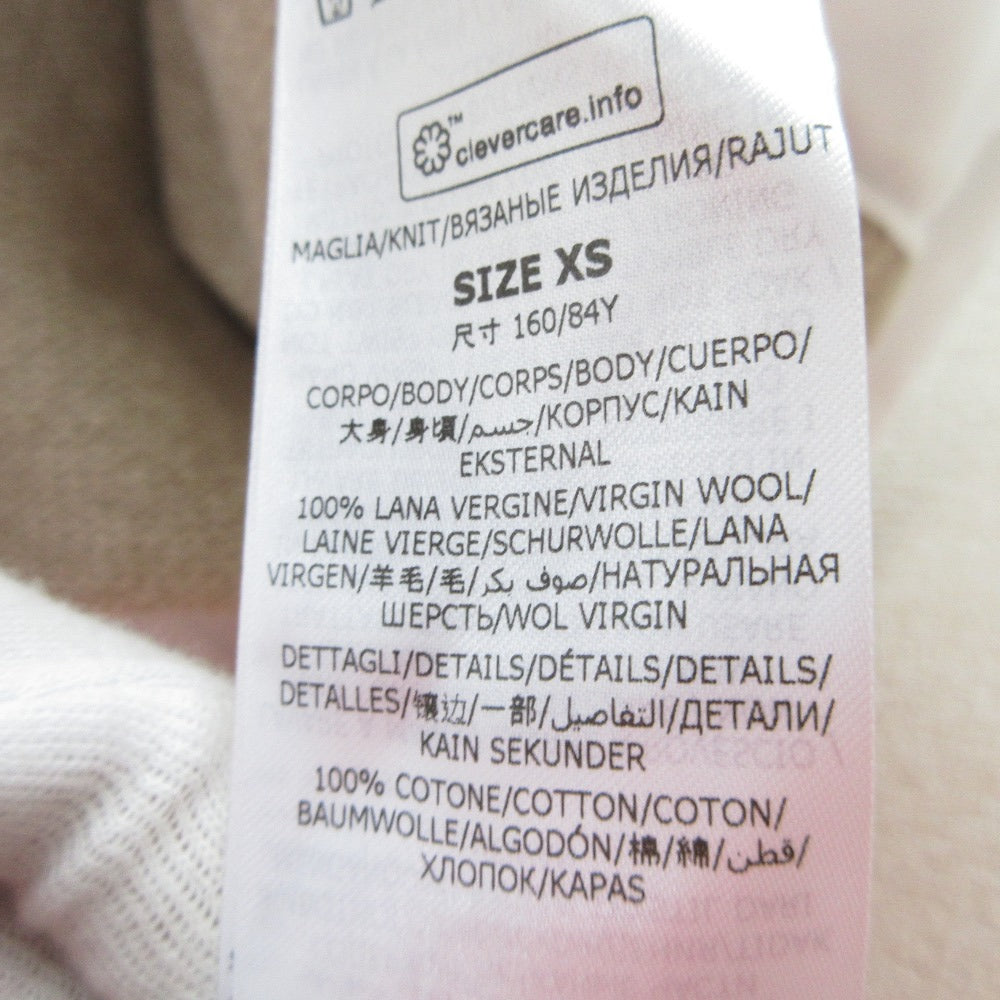 clevercare.info
MAGLIA/KNIT/ВЯЗАНЫЕ ИЗДЕЛИЯ/RAJUT
SIZE XS
尺寸 160/84Y
CORPO/BODY/CORPS/BODY/CUERPO/
大身/身頃/جسم/КОРПУС/KAIN
EKSTERNAL
100% LANA VERGINE/VIRGIN WOOL/
LAINE VIERGE/SCHURWOLLE/LANA
VIRGEN/羊毛/毛/صوف بكر/НАТУРАЛЬНАЯ
ШЕРСТЬ/WOL VIRGIN
DETTAGLI/DETAILS/DÉTAILS/DETAILS/
DETALLES/镶边/一部/التفاصيل/ДЕТАЛИ/
KAIN SEKUNDER
100% COTONE/COTTON/COTON/
BAUMWOLLE/ALGODÓN/棉/綿/قطن/
ХЛОПОК/KAPAS